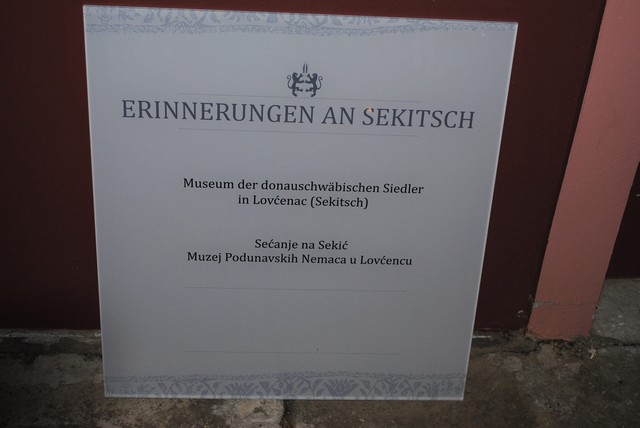 ERINNERUNGEN AN SEKITSCH
Museum der donauschwäbischen Siedler
in Lovćenac (Sekitsch)
Sećanje na Sekić
Muzej Podunavskih Nemaca u Lovćencu